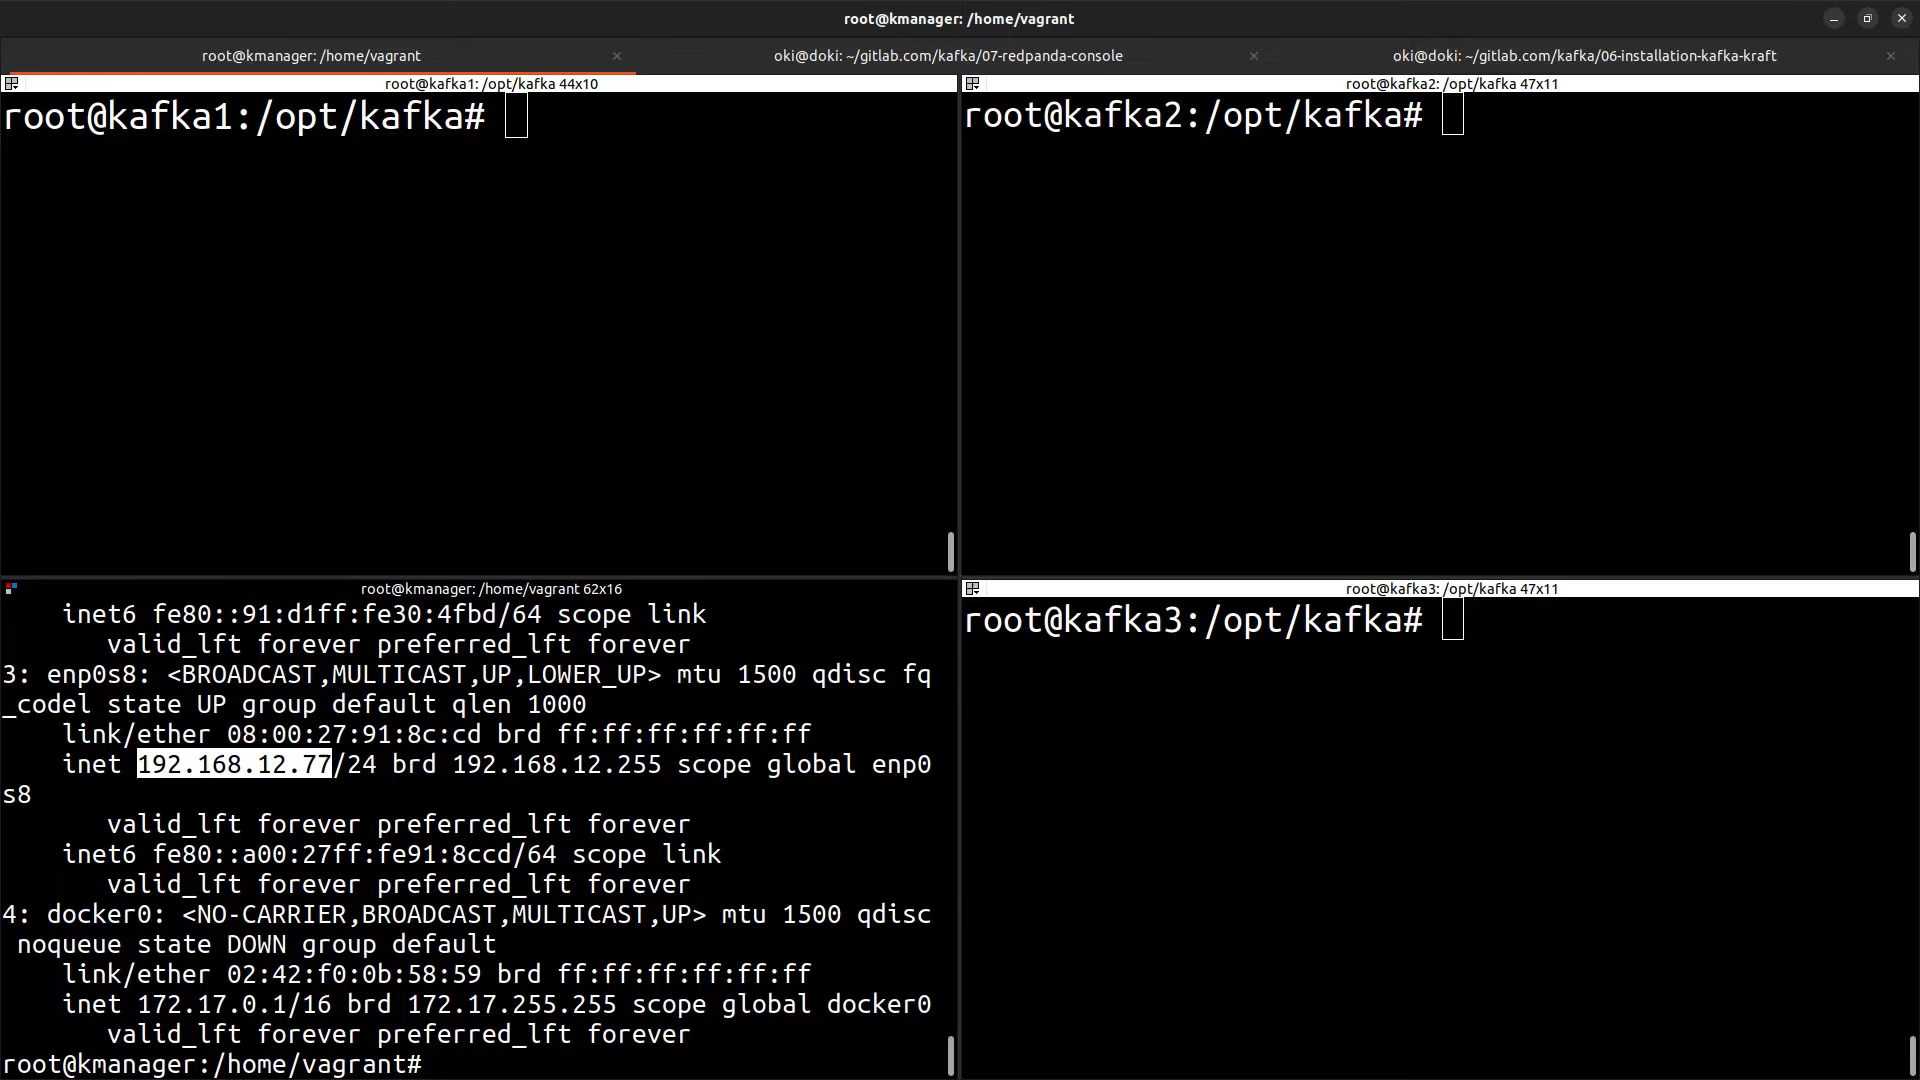 root@kmanager: /home/vagrant
root@kmanager: /home/vagrant
oki@doki: ~/gitlab.com/kafka/07-redpanda-console
oki@doki: ~/gitlab.com/kafka/06-installation-kafka-kraft
root@kafka1: /opt/kafka 44x10
root@kafka1:/opt/kafka#
root@kafka2: /opt/kafka 47x11
root@kafka2:/opt/kafka#
root@kmanager: /home/vagrant 62x16
inet6 fe80::91:d1ff:fe30:4fbd/64 scope link
valid_lft forever preferred_lft forever
3: enp0s8: <BROADCAST,MULTICAST,UP,LOWER_UP> mtu 1500 qdisc fq
_codel state UP group default qlen 1000
link/ether 08:00:27:91:8c:cd brd ff:ff:ff:ff:ff:ff
inet 192.168.12.77/24 brd 192.168.12.255 scope global enp0
s8
valid_lft forever preferred_lft forever
inet6 fe80::a00:27ff:fe91:8ccd/64 scope link
valid_lft forever preferred_lft forever
4: docker0: <NO-CARRIER,BROADCAST,MULTICAST,UP> mtu 1500 qdisc
noqueue state DOWN group default
link/ether 02:42:f0:0b:58:59 brd ff:ff:ff:ff:ff:ff
inet 172.17.0.1/16 brd 172.17.255.255 scope global docker0
valid_lft forever preferred_lft forever
root@kmanager:/home/vagrant#
root@kafka3: /opt/kafka 47x11
root@kafka3:/opt/kafka#